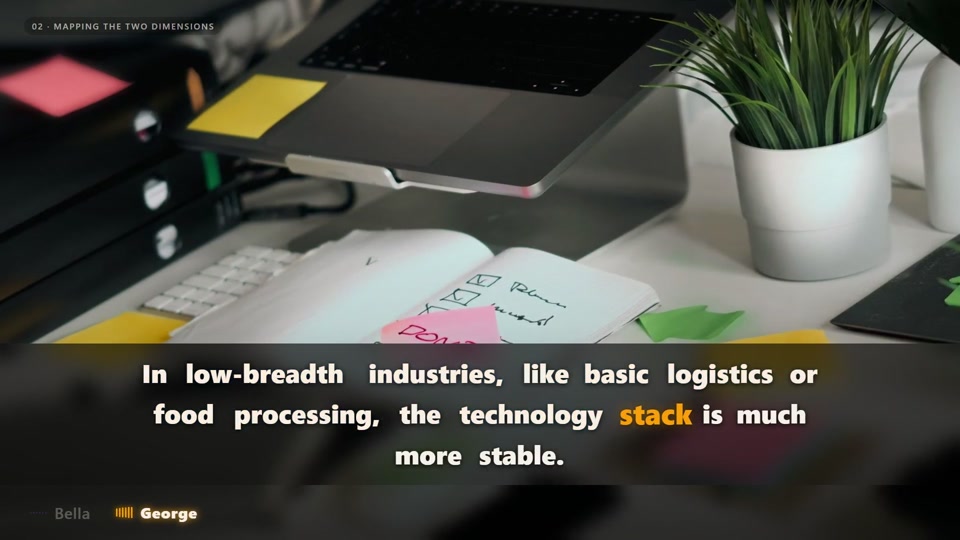 02 · MAPPING THE TWO DIMENSIONS
In low-breadth industries, like basic logistics or
food processing, the technology stack is much
more stable.
Bella
George